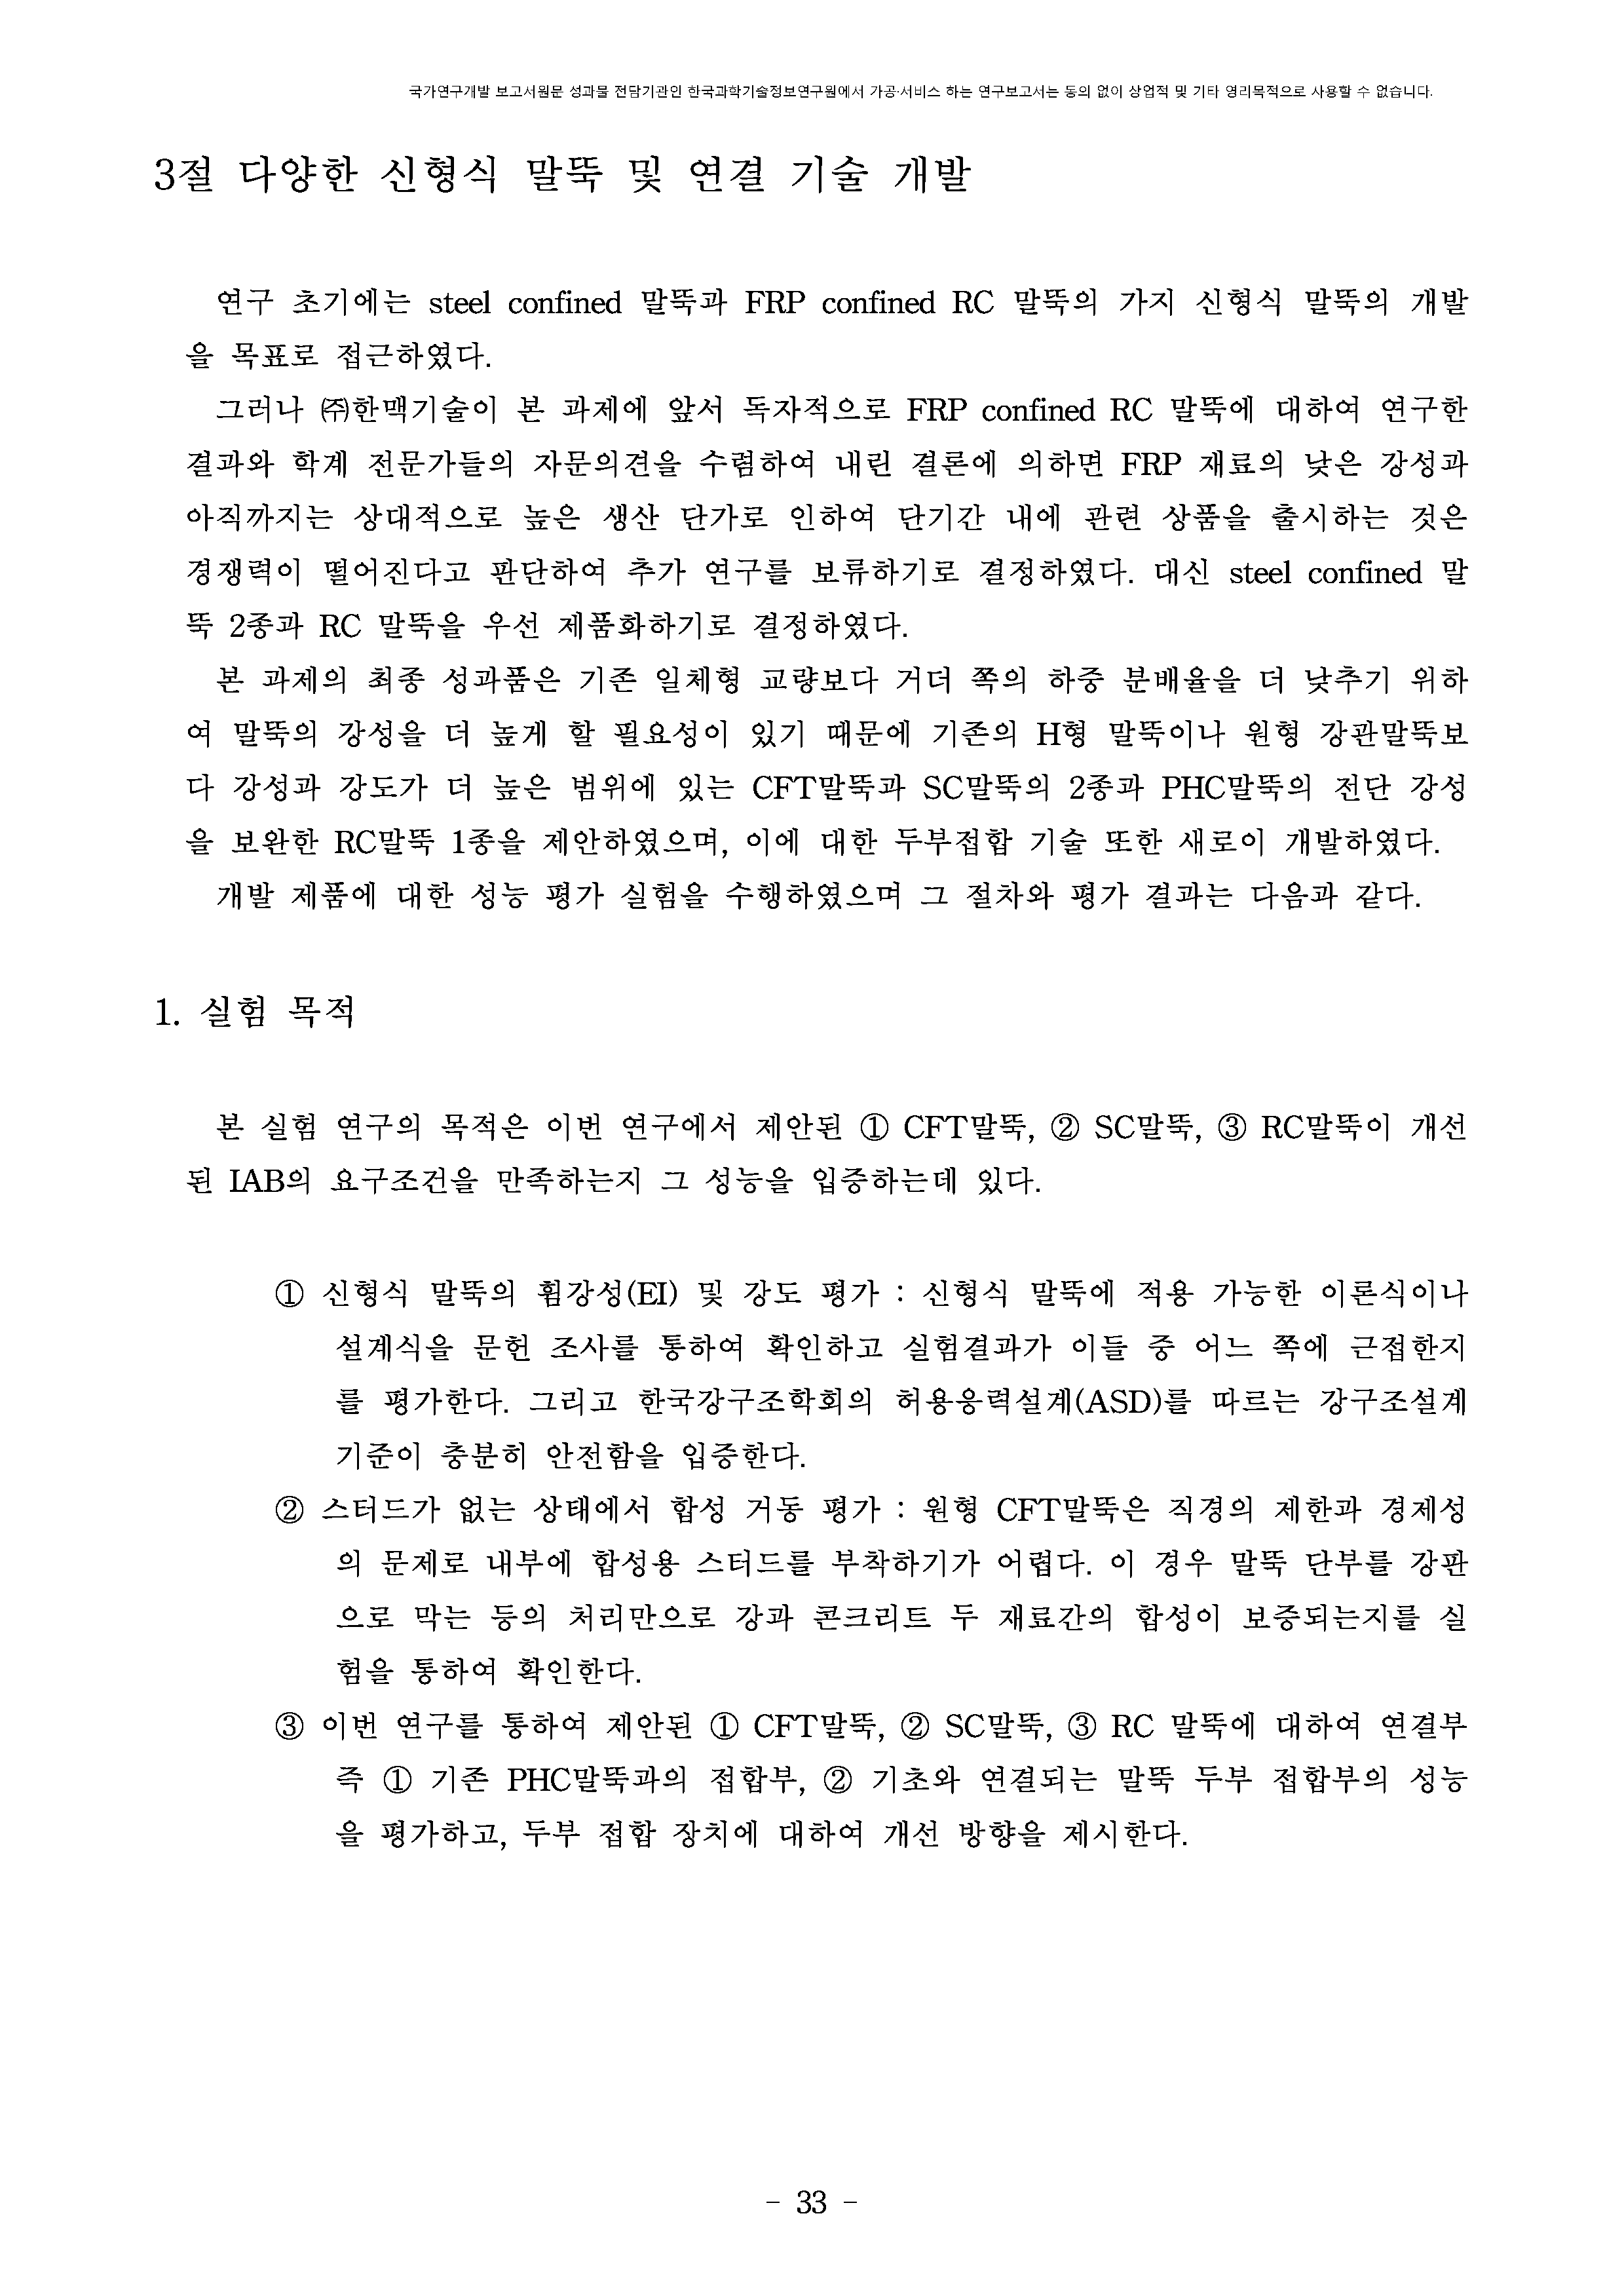 국가연구개발 보고서원문 성과물 전담기관인 한국과학기술정보연구원에서 가공·서비스 하는 연구보고서는 동의 없이 상업적 및 기타 영리목적으로 사용할 수 없습니다.
3절 다양한 신형식 말뚝 및 연결 기술 개발
연구 초기에는 steel confined 말뚝과 FRP confined RC 말뚝의 가지 신형식 말뚝의 개발
을 목표로 접근하였다.
그러나 ㈜한맥기술이 본 과제에 앞서 독자적으로 FRP confined RC 말뚝에 대하여 연구한
결과와 학계 전문가들의 자문의견을 수렴하여 내린 결론에 의하면 FRP 재료의 낮은 강성과
아직까지는 상대적으로 높은 생산 단가로 인하여 단기간 내에 관련 상품을 출시하는 것은
경쟁력이 떨어진다고 판단하여 추가 연구를 보류하기로 결정하였다. 대신 steel confined 말
뚝 2종과 RC 말뚝을 우선 제품화하기로 결정하였다.
본 과제의 최종 성과품은 기존 일체형 교량보다 거더 쪽의 하중 분배율을 더 낮추기 위하
여 말뚝의 강성을 더 높게 할 필요성이 있기 때문에 기존의 H형 말뚝이나 원형 강관말뚝보
다 강성과 강도가 더 높은 범위에 있는 CFT말뚝과 SC말뚝의 2종과 PHC말뚝의 전단 강성
을 보완한 RC말뚝 1종을 제안하였으며, 이에 대한 두부접합 기술 또한 새로이 개발하였다.
개발 제품에 대한 성능 평가 실험을 수행하였으며 그 절차와 평가 결과는 다음과 같다.
1. 실험 목적
본 실험 연구의 목적은 이번 연구에서 제안된 ① CFT말뚝, ② SC말뚝, ③ RC말뚝이 개선
된 IAB의 요구조건을 만족하는지 그 성능을 입증하는데 있다.
① 신형식 말뚝의 휨강성(EI) 및 강도 평가 : 신형식 말뚝에 적용 가능한 이론식이나
설계식을 문헌 조사를 통하여 확인하고 실험결과가 이들 중 어느 쪽에 근접한지
를 평가한다. 그리고 한국강구조학회의 허용응력설계(ASD)를 따르는 강구조설계
기준이 충분히 안전함을 입증한다.
② 스터드가 없는 상태에서 합성 거동 평가 : 원형 CFT말뚝은 직경의 제한과 경제성
의 문제로 내부에 합성용 스터드를 부착하기가 어렵다. 이 경우 말뚝 단부를 강판
으로 막는 등의 처리만으로 강과 콘크리트 두 재료간의 합성이 보증되는지를 실
험을 통하여 확인한다.
③ 이번 연구를 통하여 제안된 ① CFT말뚝, ② SC말뚝, ③ RC 말뚝에 대하여 연결부
즉 ① 기존 PHC말뚝과의 접합부, ② 기초와 연결되는 말뚝 두부 접합부의 성능
을 평가하고, 두부 접합 장치에 대하여 개선 방향을 제시한다.
- 33 -